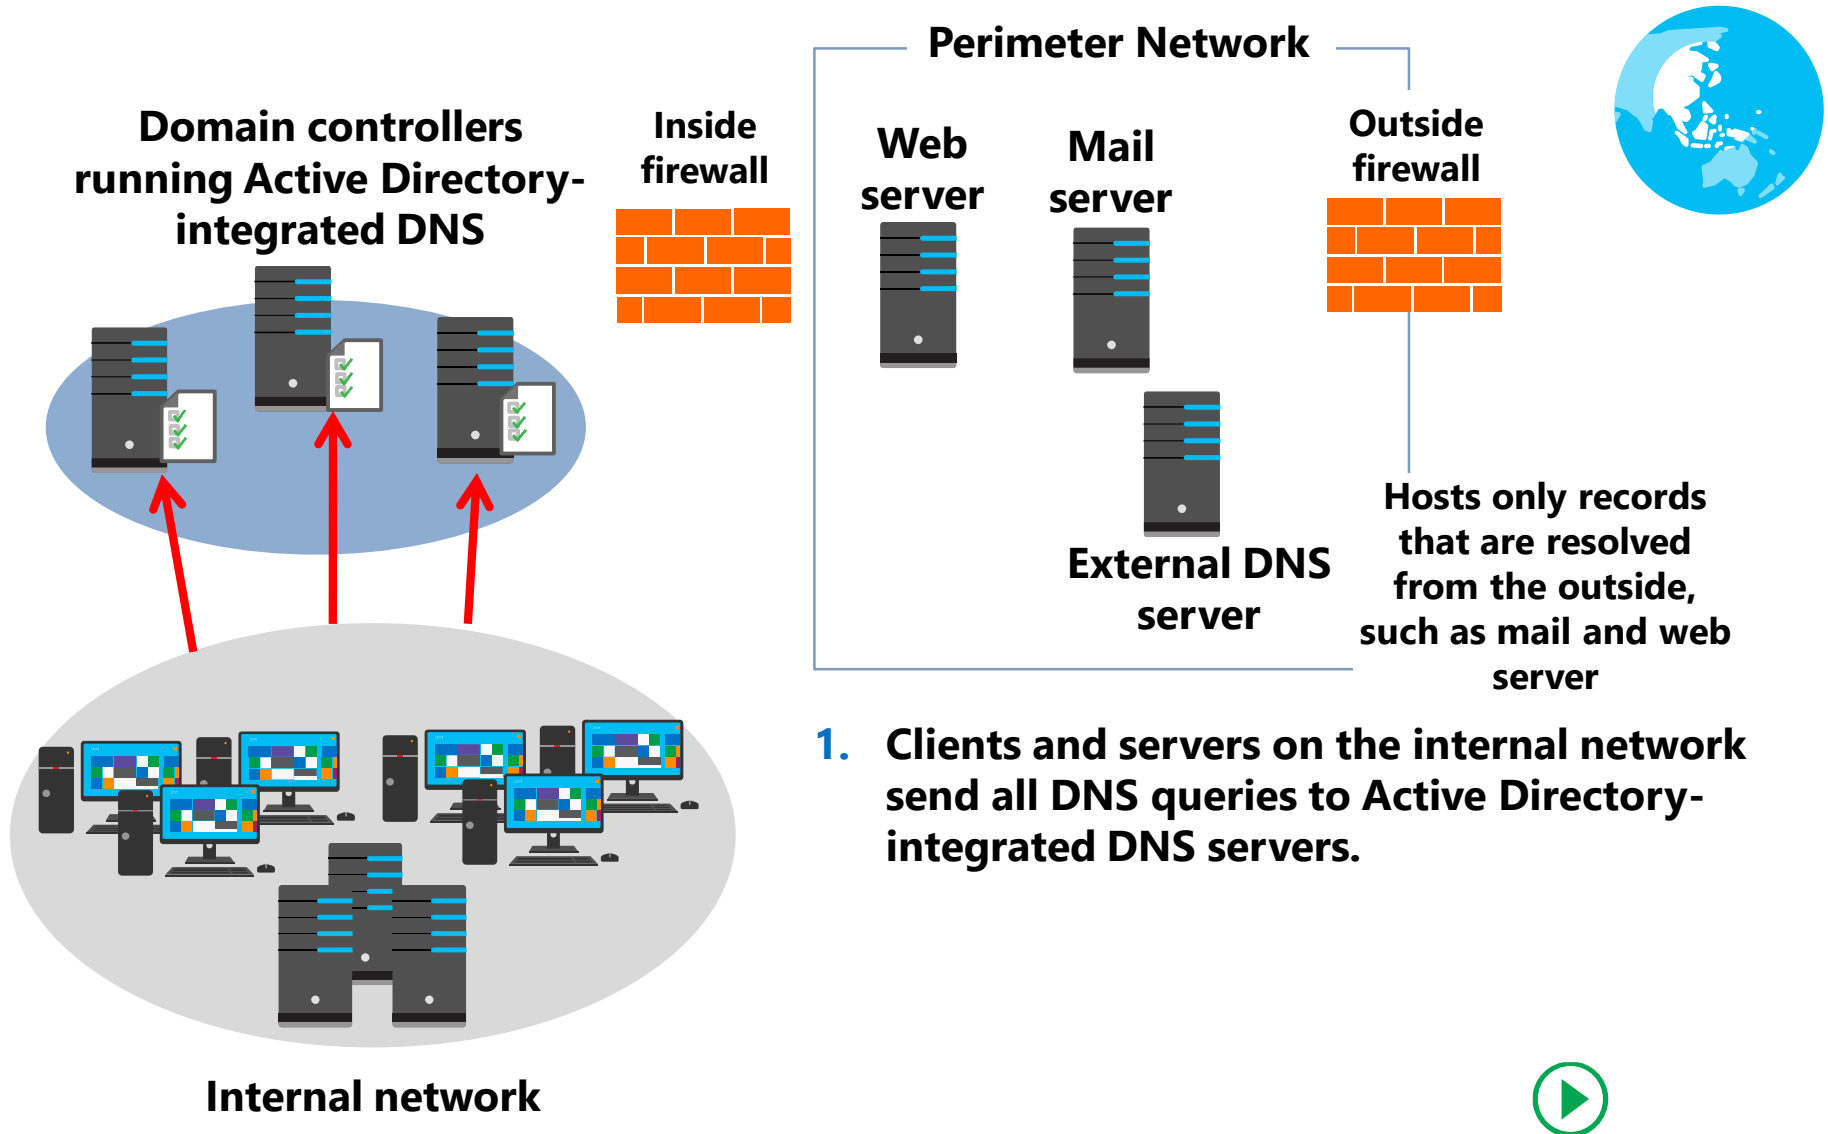 Perimeter Network
Domain controllers
running Active Directory-
integrated DNS
Inside
firewall
Web
server
Mail
server
Outside
firewall
External DNS
server
Hosts only records
that are resolved
from the outside,
such as mail and web
server
1. Clients and servers on the internal network
send all DNS queries to Active Directory-
integrated DNS servers.
Internal network